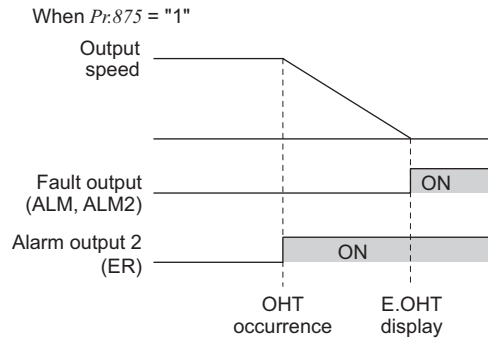 When Pr.875 = "1"
Output
speed
Fault output
(ALM, ALM2)
ON
Alarm output 2
(ER)
ON
OHT
occurrence
E.OHT
display